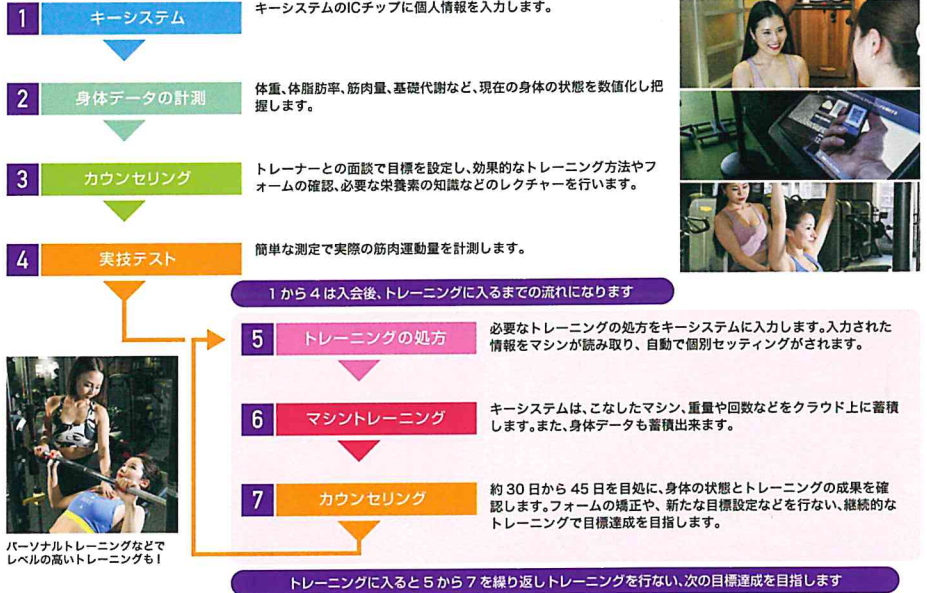 1 キーシステム
キーシステムのICチップに個人情報を入力します。
2 身体データの計測
体重、体脂肪率、筋肉量、基礎代謝など、現在の身体の状態を数値化し把
握します。
3 カウンセリング
トレーナーとの面談で目標を設定し、効果的なトレーニング方法やフ
ォームの確認、必要な栄養素の知識などのレクチャーを行います。
4 実技テスト
簡単な測定で実際の筋肉運動量を計測します。
1 から 4 は入会後、トレーニングに入るまでの流れになります
5 トレーニングの処方
必要なトレーニングの処方をキーシステムに入力します。入力された
情報をマシンが読み取り、自動で個別セッティングがされます。
6 マシントレーニング
キーシステムは、こなしたマシン、重量や回数などをクラウド上に蓄積
します。また、身体データも蓄積出来ます。
7 カウンセリング
約 30 日から 45 日を目処に、身体の状態とトレーニングの成果を確
認します。フォームの矯正や、新たな目標設定などを行ない、継続的な
トレーニングで目標達成を目指します。
パーソナルトレーニングなどで
レベルの高いトレーニングも!
トレーニングに入ると 5 から 7 を繰り返しトレーニングを行ない、次の目標達成を目指します